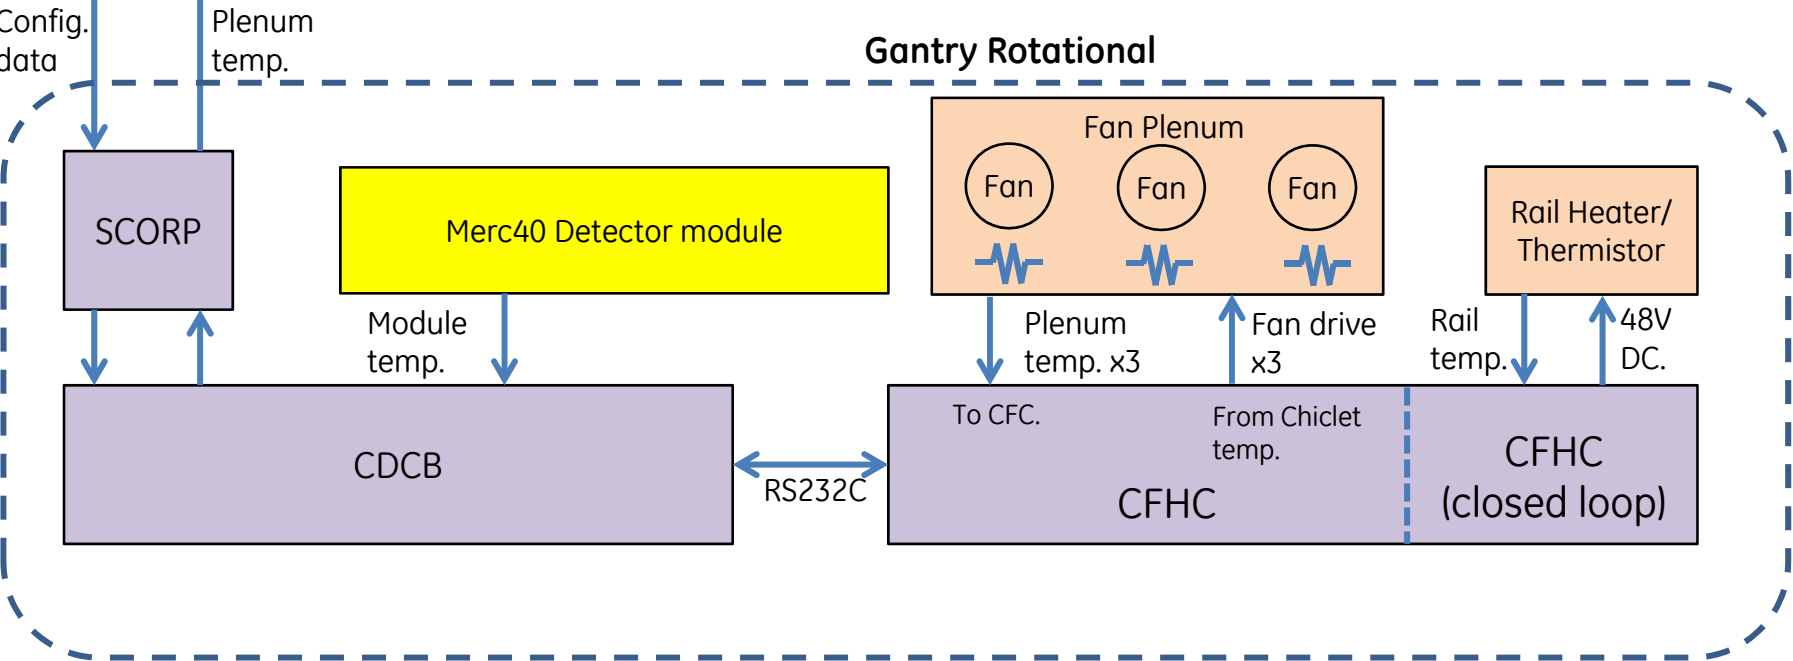 Config.
data
Plenum
temp.
Gantry Rotational
SCORP
Merc40 Detector module
Fan Plenum
Fan
Fan
Fan
Rail Heater/
Thermistor
Module
temp.
Plenum
temp. x3
Fan drive
x3
Rail
temp.
48V
DC.
CDCB
RS232C
To CFC.
From Chiclet
temp.
CFHC
CFHC
(closed loop)